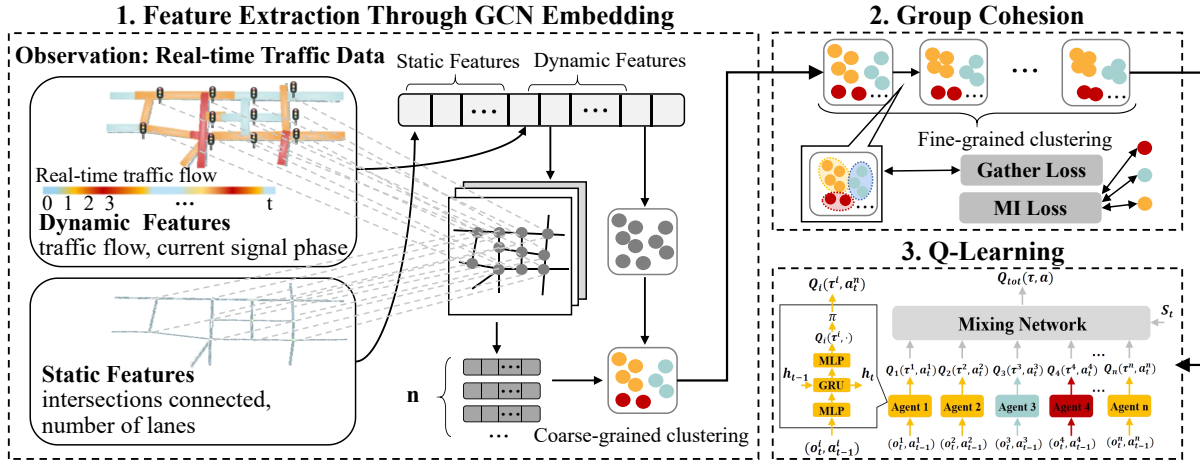 1. Feature Extraction Through GCN Embedding
Observation: Real-time Traffic Data
Real-time traffic flow
0 1 2 3 ... t
Dynamic Features
traffic flow, current signal phase
Static Features
intersections connected,
number of lanes
Static Features
Dynamic Features
...
...
n
...
...
...
...
Coarse-grained clustering
2. Group Cohesion
...
Fine-grained clustering
Gather Loss
MI Loss
3. Q-Learning
Q_i(τ^i, a_t^n)
π
Q_i(τ^i, ·)
MLP
h_{t-1}
GRU
h_t
MLP
(o_t^i, a_{t-1}^i)
Q_{tot}(τ, a)
S_t
Mixing Network
...
Q_1(τ^1, a_t^1) Q_2(τ^2, a_t^2) Q_3(τ^3, a_t^3) Q_4(τ^4, a_t^4) Q_n(τ^n, a_t^n)
...
Agent 1 Agent 2 Agent 3 Agent 4 Agent n
(o_t^1, a_{t-1}^1) (o_t^2, a_{t-1}^2) (o_t^3, a_{t-1}^3) (o_t^4, a_{t-1}^4) (o_t^n, a_{t-1}^n)